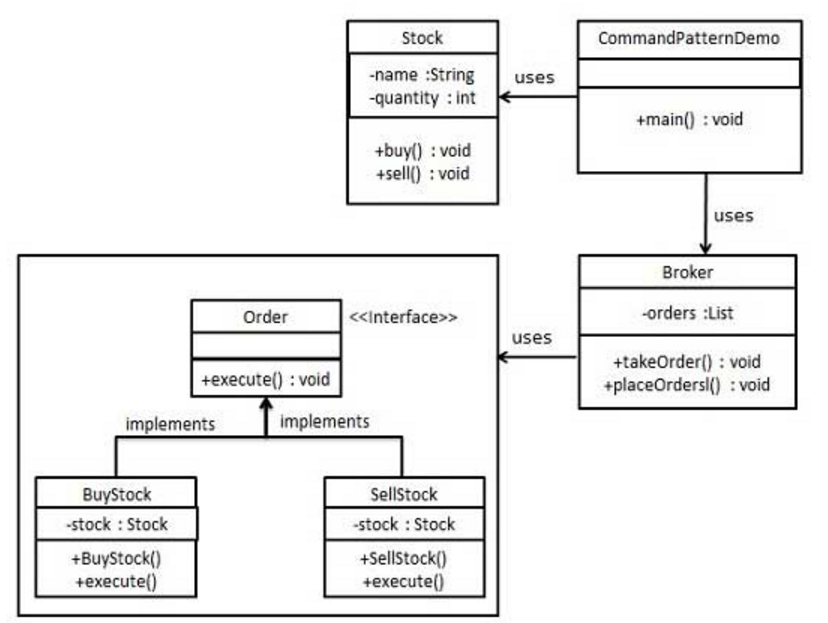 Stock
-name :String
-quantity : int
+buy() : void
+sell() : void
uses
CommandPatternDemo
+main() : void
uses
Broker
-orders :List
+takeOrder() : void
+placeOrdersl() : void
uses
Order
<<Interface>>
+execute() : void
implements
implements
BuyStock
-stock : Stock
+BuyStock()
+execute()
SellStock
-stock : Stock
+SellStock()
+execute()